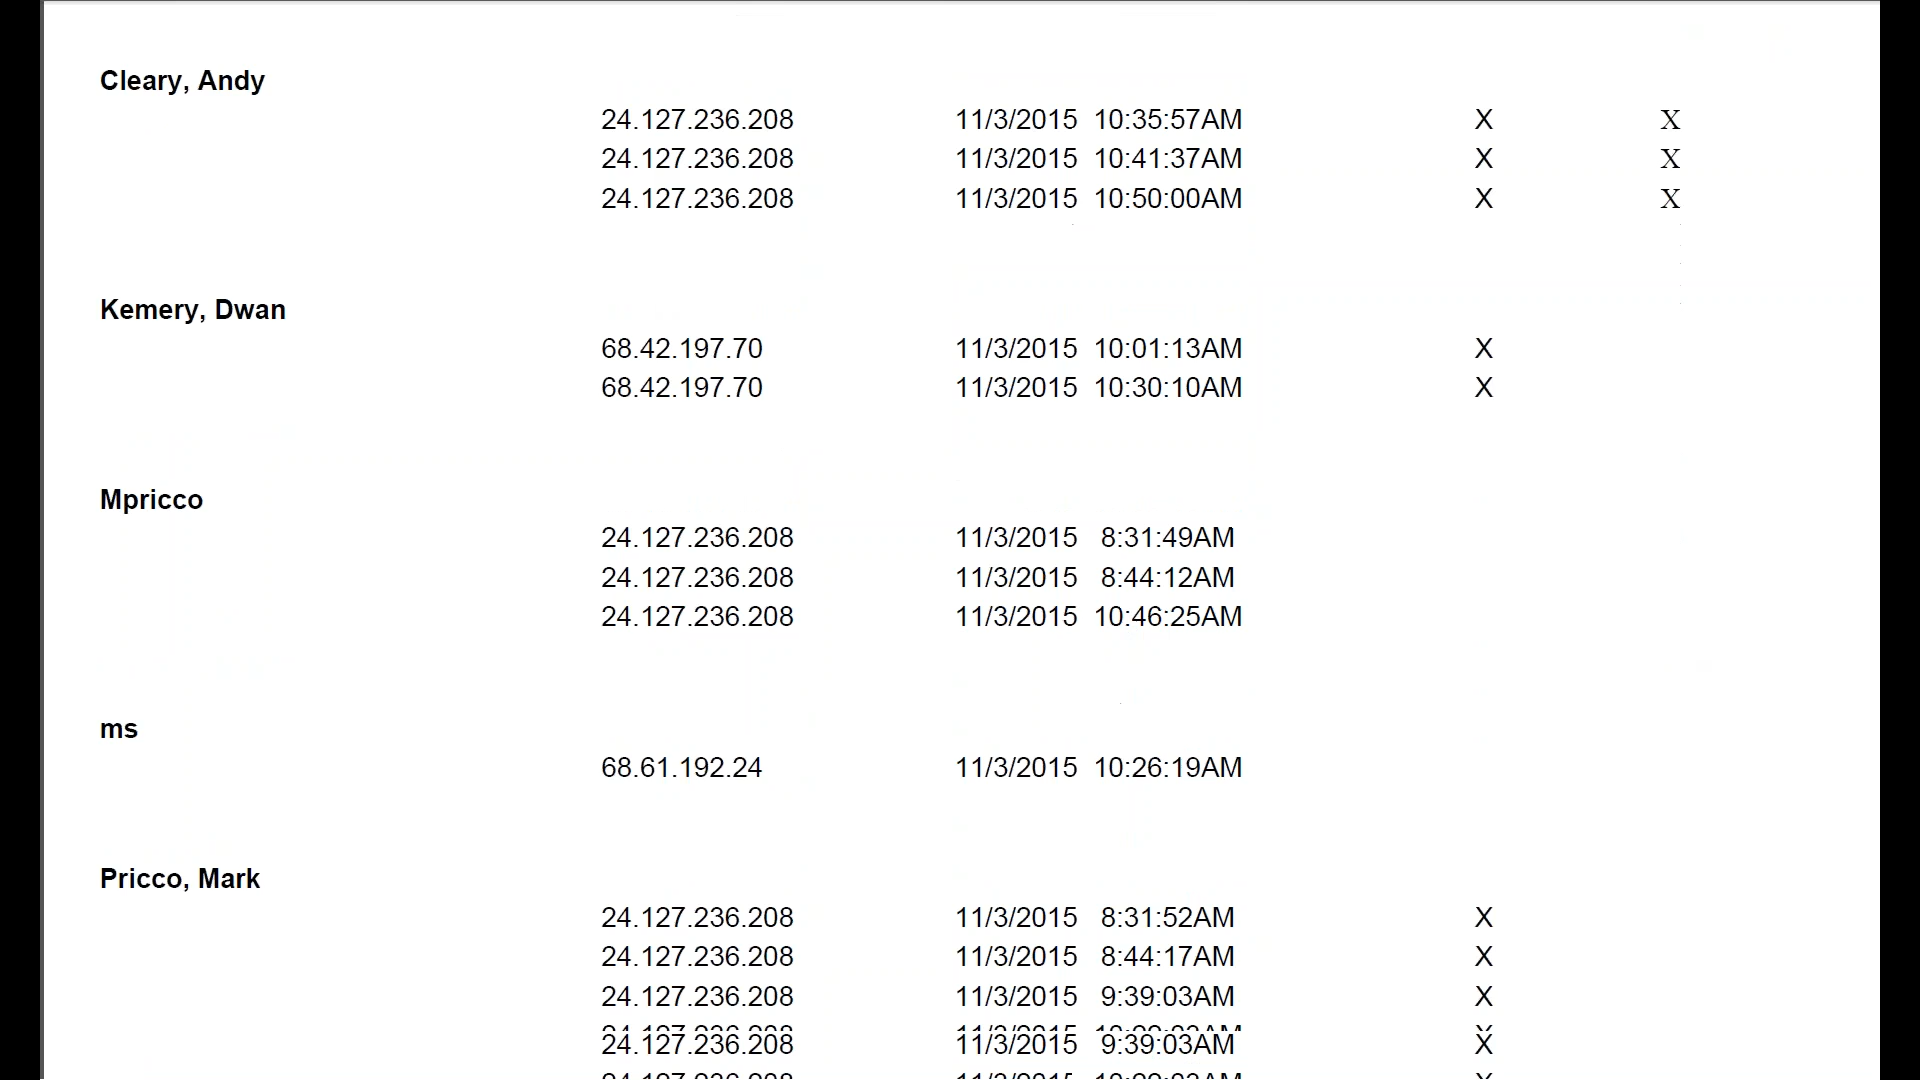 Cleary, Andy
24.127.236.208 11/3/2015 10:35:57AM X X
24.127.236.208 11/3/2015 10:41:37AM X X
24.127.236.208 11/3/2015 10:50:00AM X X
Kemery, Dwan
68.42.197.70 11/3/2015 10:01:13AM X
68.42.197.70 11/3/2015 10:30:10AM X
Mpricco
24.127.236.208 11/3/2015 8:31:49AM
24.127.236.208 11/3/2015 8:44:12AM
24.127.236.208 11/3/2015 10:46:25AM
ms
68.61.192.24 11/3/2015 10:26:19AM
Pricco, Mark
24.127.236.208 11/3/2015 8:31:52AM X
24.127.236.208 11/3/2015 8:44:17AM X
24.127.236.208 11/3/2015 9:39:03AM X
24.127.236.208 11/3/2015 9:39:03AM X